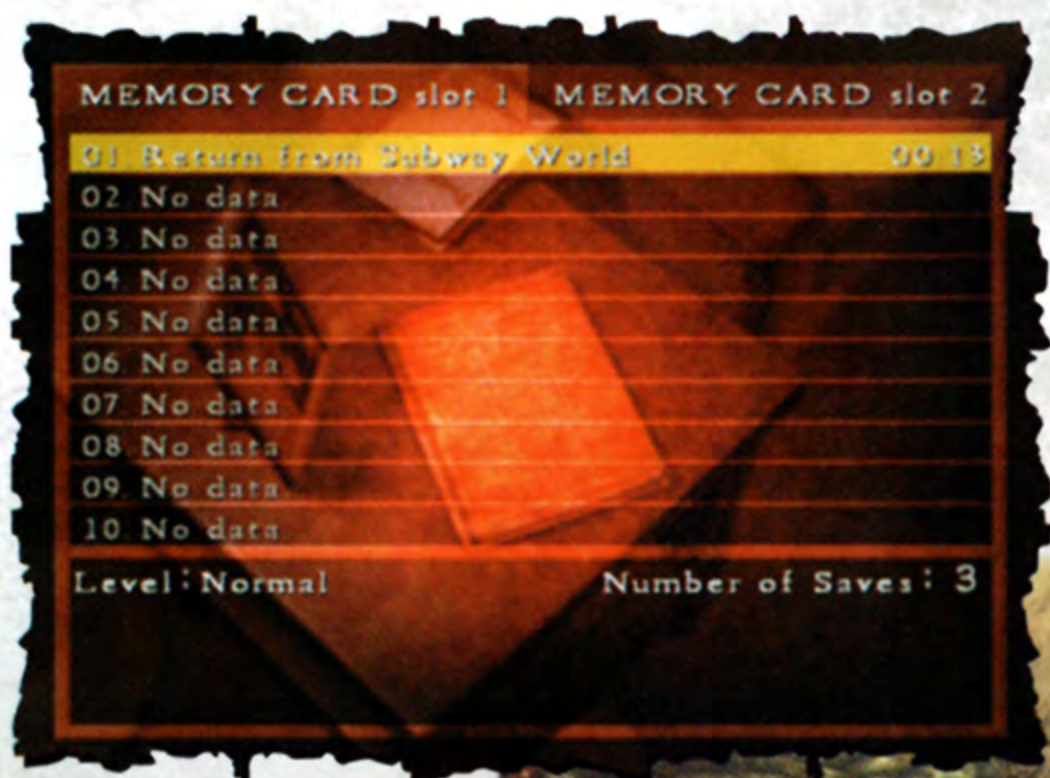 MEMORY CARD slot 1 MEMORY CARD slot 2
01. Return from Subway World 00:13
02. No data
03. No data
04. No data
05. No data
06. No data
07. No data
08. No data
09. No data
10. No data
Level:Normal Number of Saves: 3